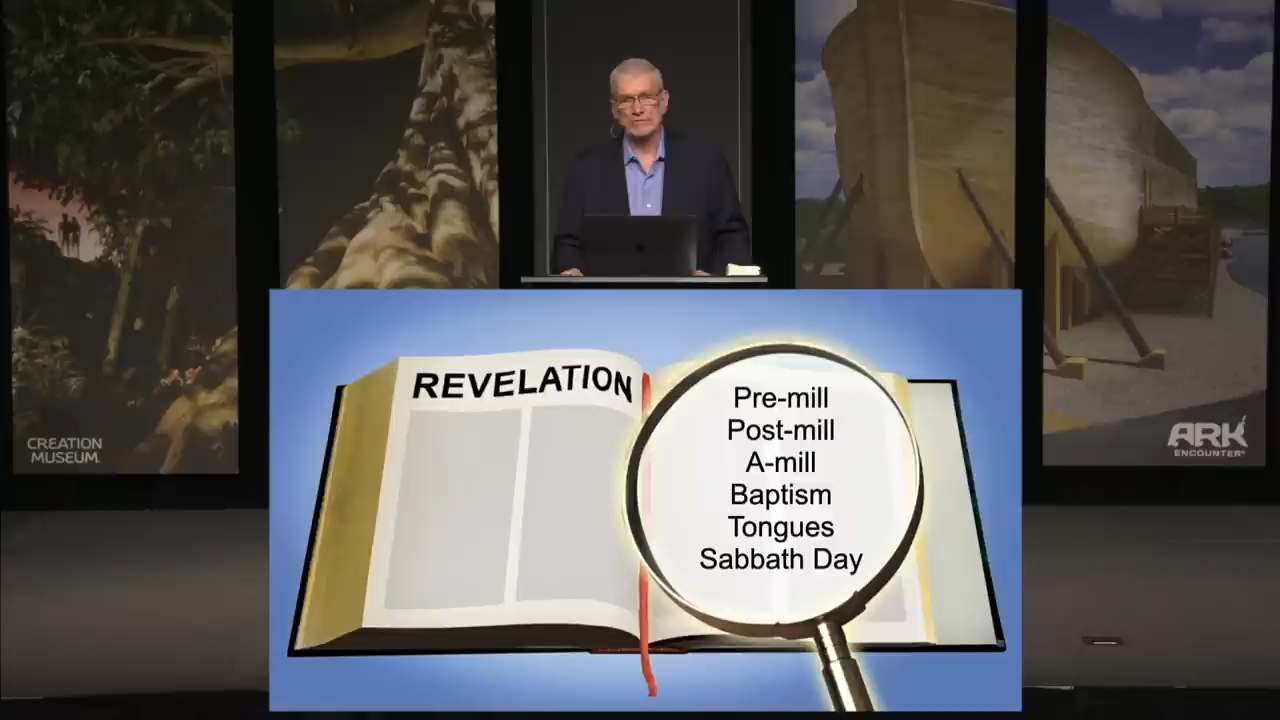 CREATION
MUSEUM
ARK
ENCOUNTER
REVELATION
Pre-mill
Post-mill
A-mill
Baptism
Tongues
Sabbath Day